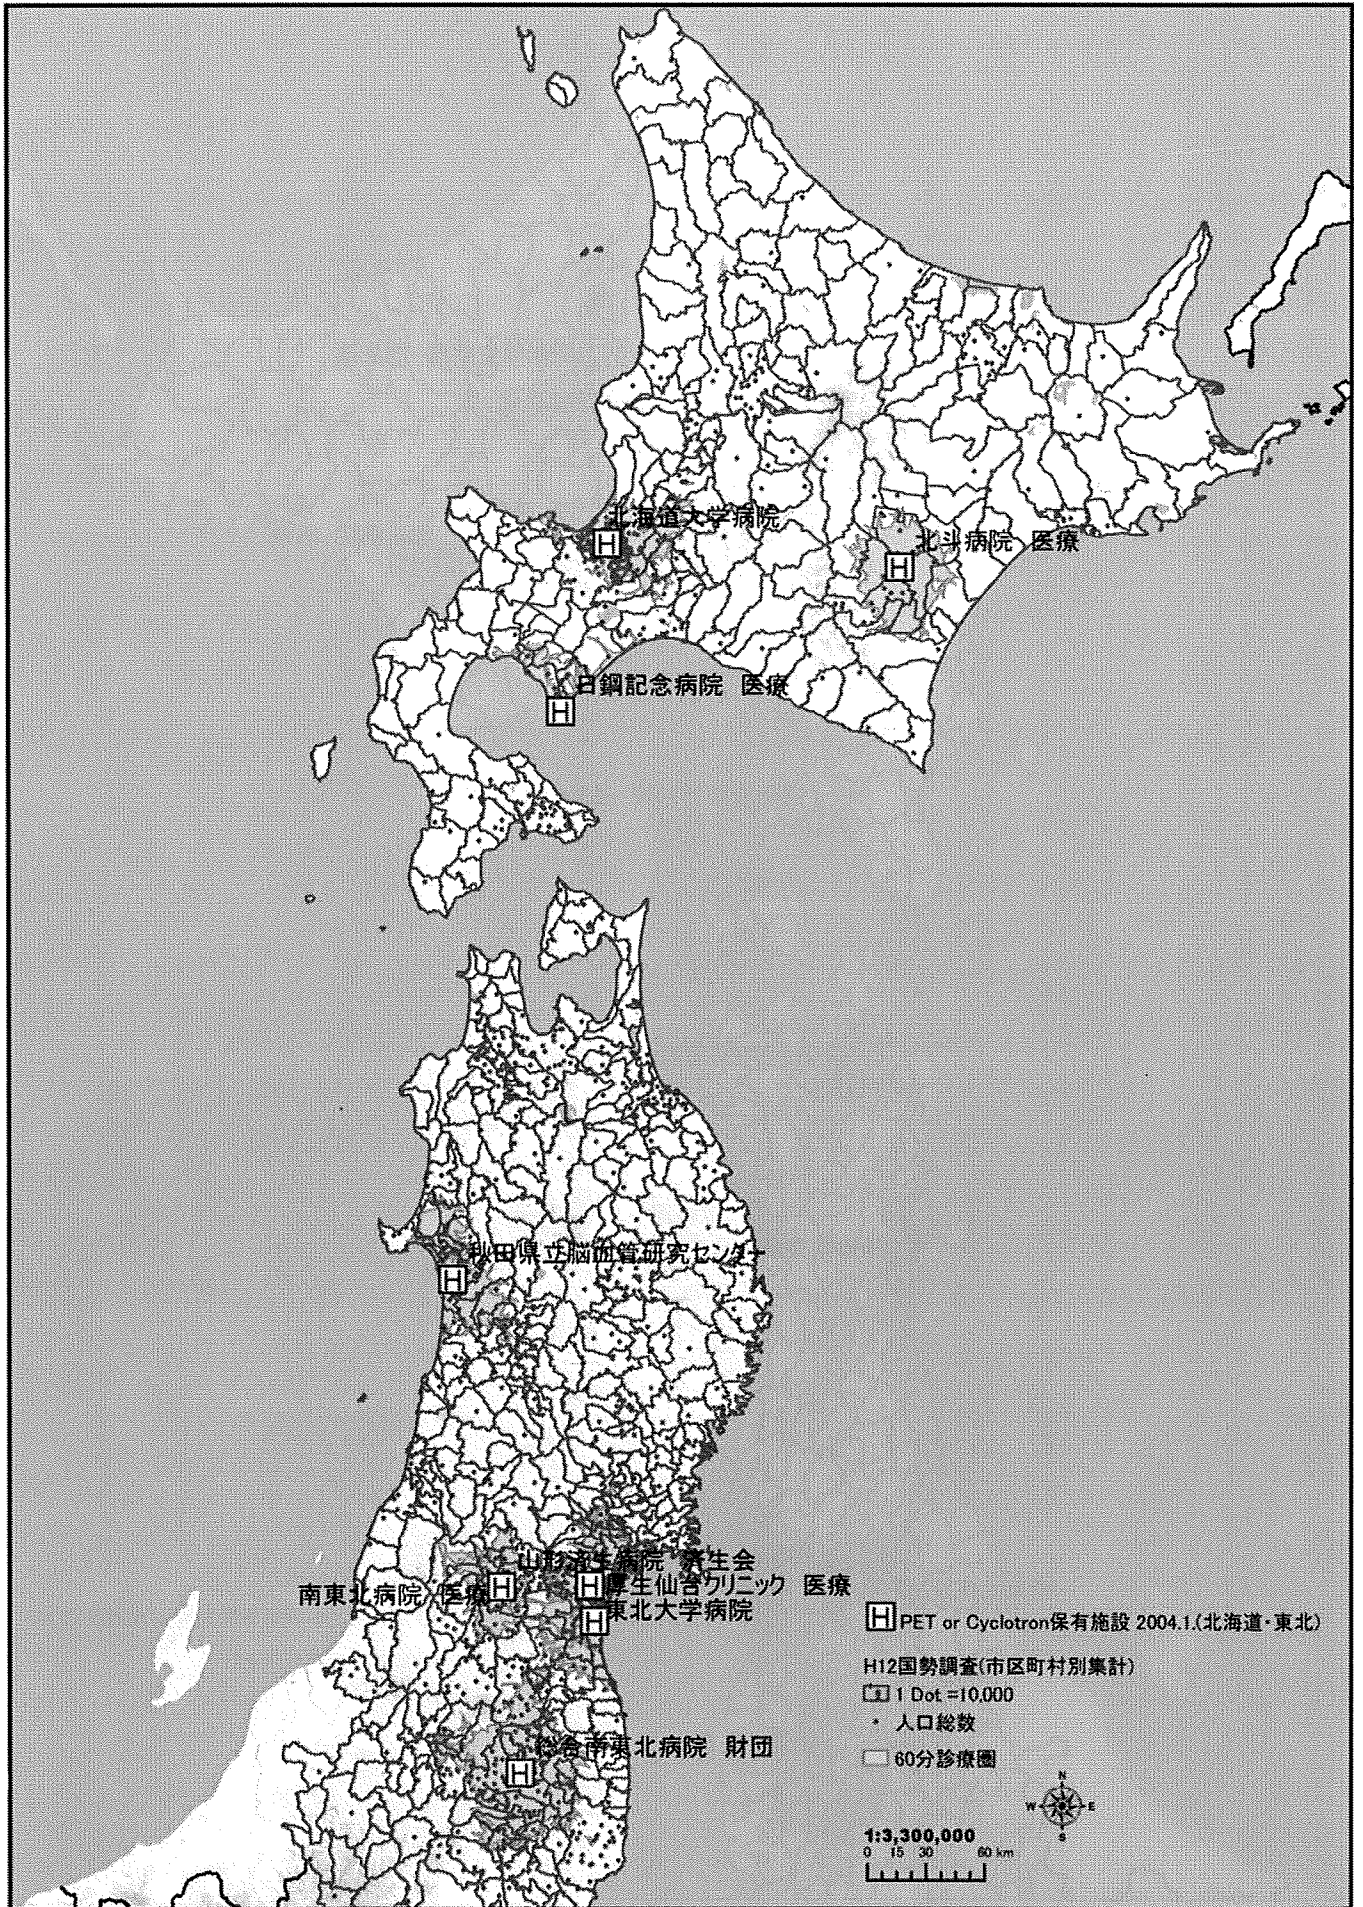 北海道大学病院
北斗病院 医療
日鋼記念病院 医療
秋田県立脳血管研究センター
山形済生病院 済生会
南東北病院 医療
厚生仙台クリニック 医療
東北大学病院
総合南東北病院 財団
H PET or Cyclotron保有施設 2004.1.(北海道・東北)
H12国勢調査(市区町村別集計)
1 Dot =10,000
人口総数
60分診療圏
N
W E
S
1:3,300,000
0 15 30 60 km